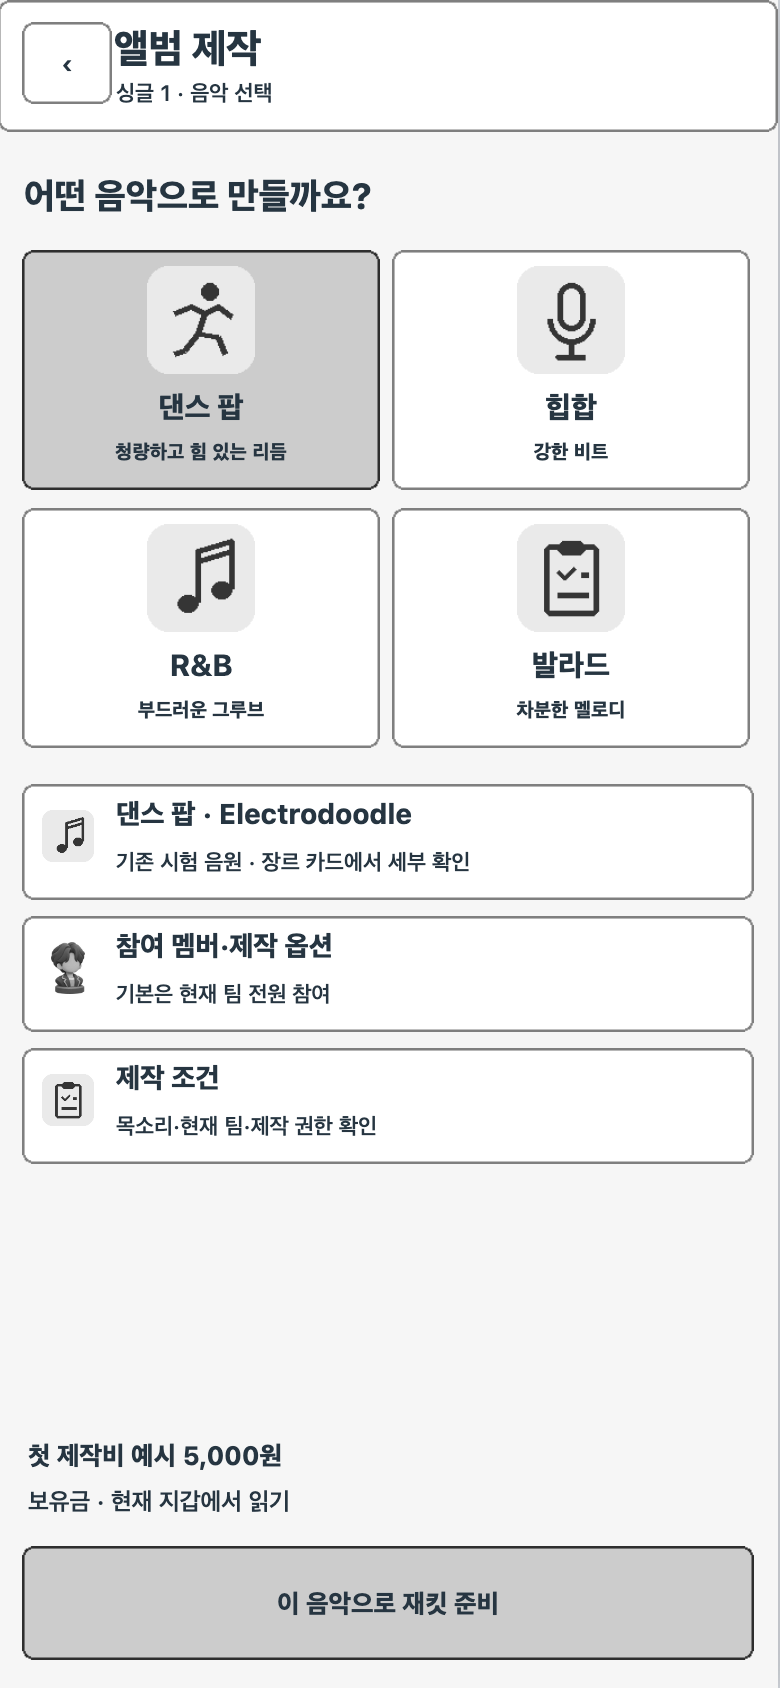 ‹
앨범 제작
싱글 1 · 음악 선택
어떤 음악으로 만들까요?
댄스 팝
청량하고 힘 있는 리듬
힙합
강한 비트
R&B
부드러운 그루브
발라드
차분한 멜로디
댄스 팝 · Electrodoodle
기존 시험 음원 · 장르 카드에서 세부 확인
참여 멤버·제작 옵션
기본은 현재 팀 전원 참여
제작 조건
목소리·현재 팀·제작 권한 확인
첫 제작비 예시 5,000원
보유금 · 현재 지갑에서 읽기
이 음악으로 재킷 준비